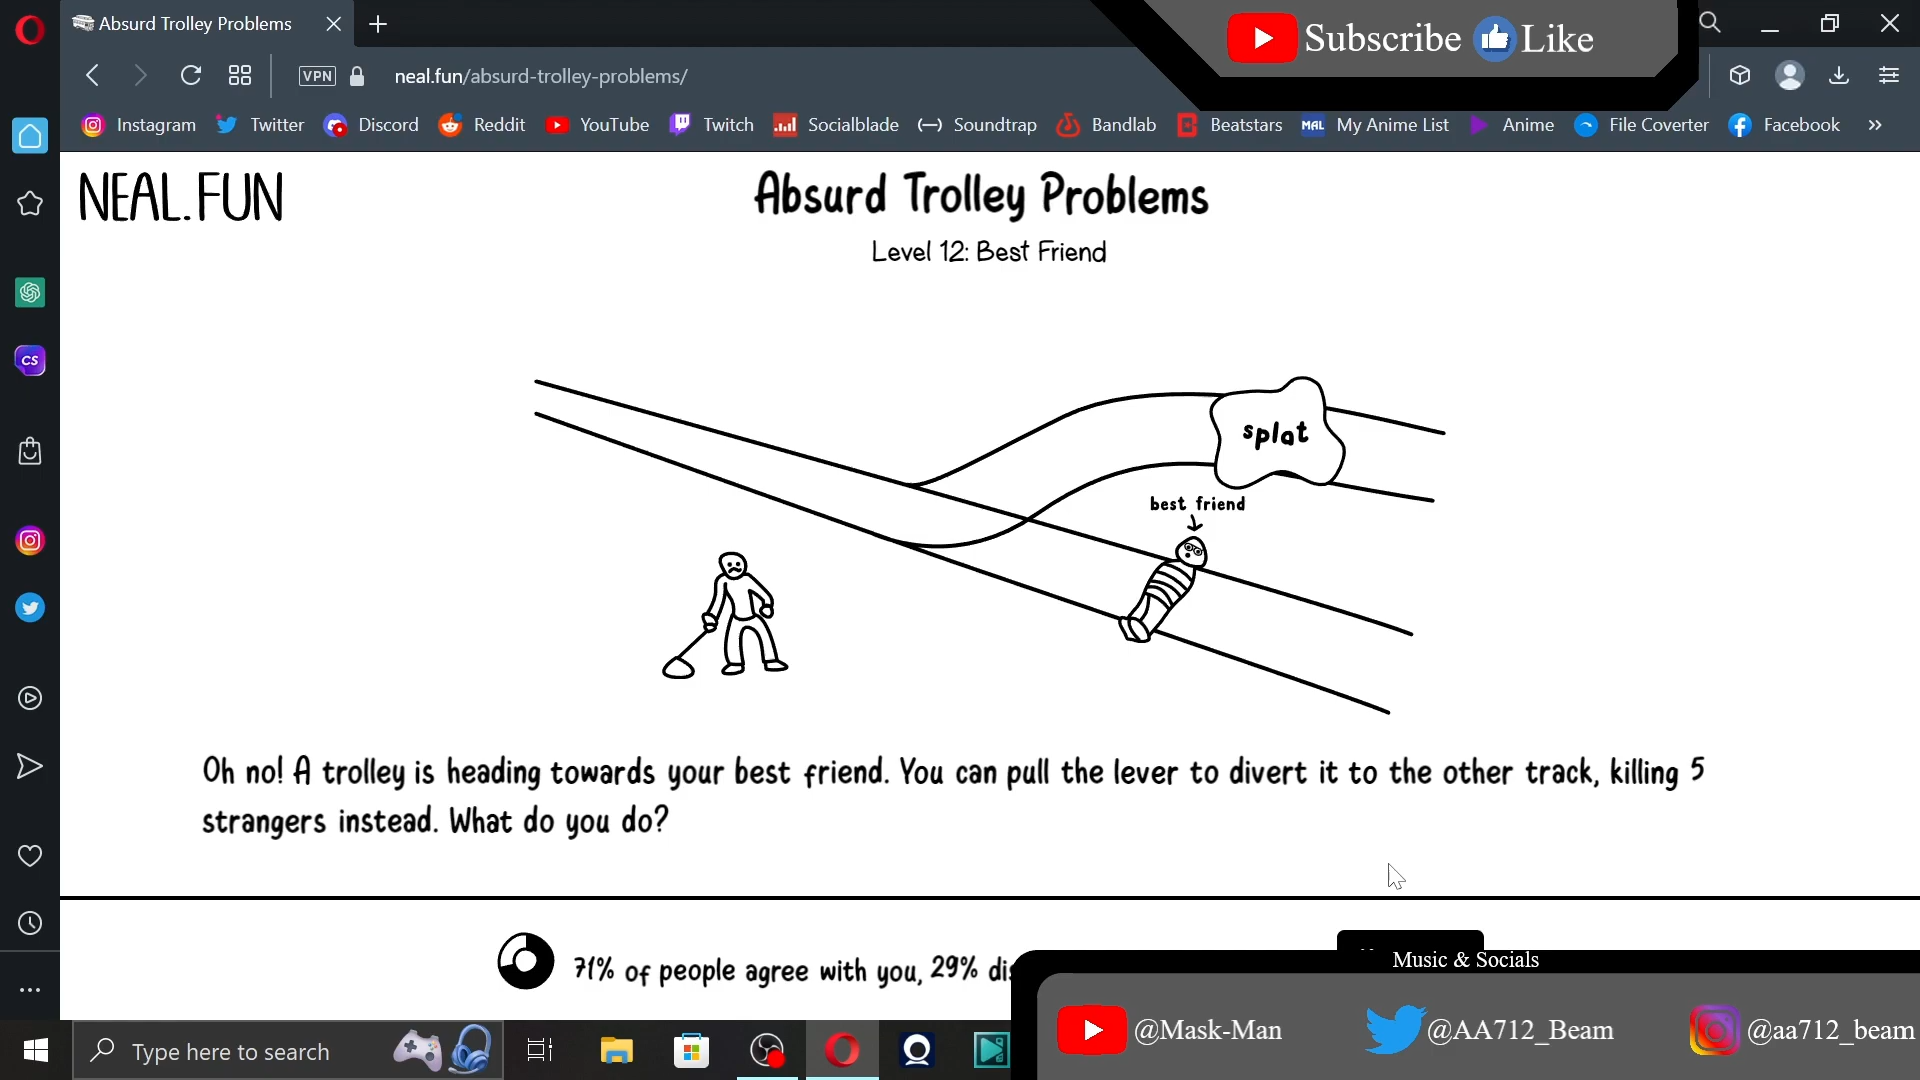 Absurd Trolley Problems
Subscribe Like
VPN neal.fun/absurd-trolley-problems/
Instagram Twitter Discord Reddit YouTube Twitch Socialblade Soundtrap Bandlab Beatstars MAL My Anime List Anime File Coverter Facebook
NEAL.FUN
Absurd Trolley Problems
Level 12: Best Friend
CS
splat
best friend
Oh no! A trolley is heading towards your best friend. You can pull the lever to divert it to the other track, killing 5
strangers instead. What do you do?
71% of people agree with you, 29%
Music & Socials
@Mask-Man @AA712_Beam @aa712_beam
Type here to search